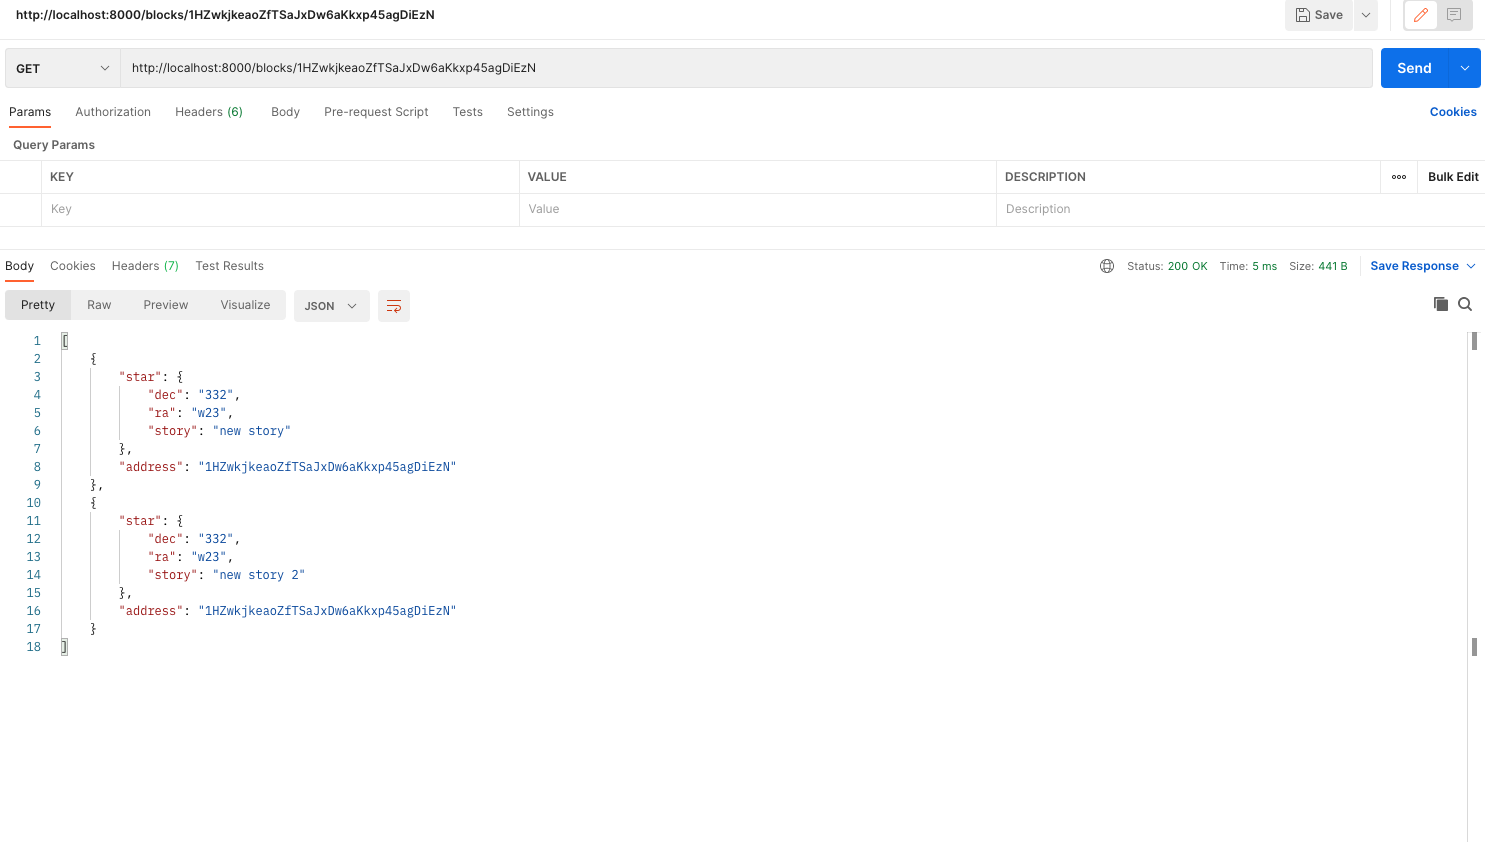 http://localhost:8000/blocks/1HZwkjkeaoZfTSaJxDw6aKkxp45agDiEzN Save
GET http://localhost:8000/blocks/1HZwkjkeaoZfTSaJxDw6aKkxp45agDiEzN Send
Params Authorization Headers (6) Body Pre-request Script Tests Settings Cookies
Query Params
KEY VALUE DESCRIPTION Bulk Edit
Key Value Description
Body Cookies Headers (7) Test Results Status: 200 OK Time: 5 ms Size: 441 B Save Response
Pretty Raw Preview Visualize JSON
1 [
2 {
3 "star": {
4 "dec": "332",
5 "ra": "w23",
6 "story": "new story"
7 },
8 "address": "1HZwkjkeaoZfTSaJxDw6aKkxp45agDiEzN"
9 },
10 {
11 "star": {
12 "dec": "332",
13 "ra": "w23",
14 "story": "new story 2"
15 },
16 "address": "1HZwkjkeaoZfTSaJxDw6aKkxp45agDiEzN"
17 }
18 ]